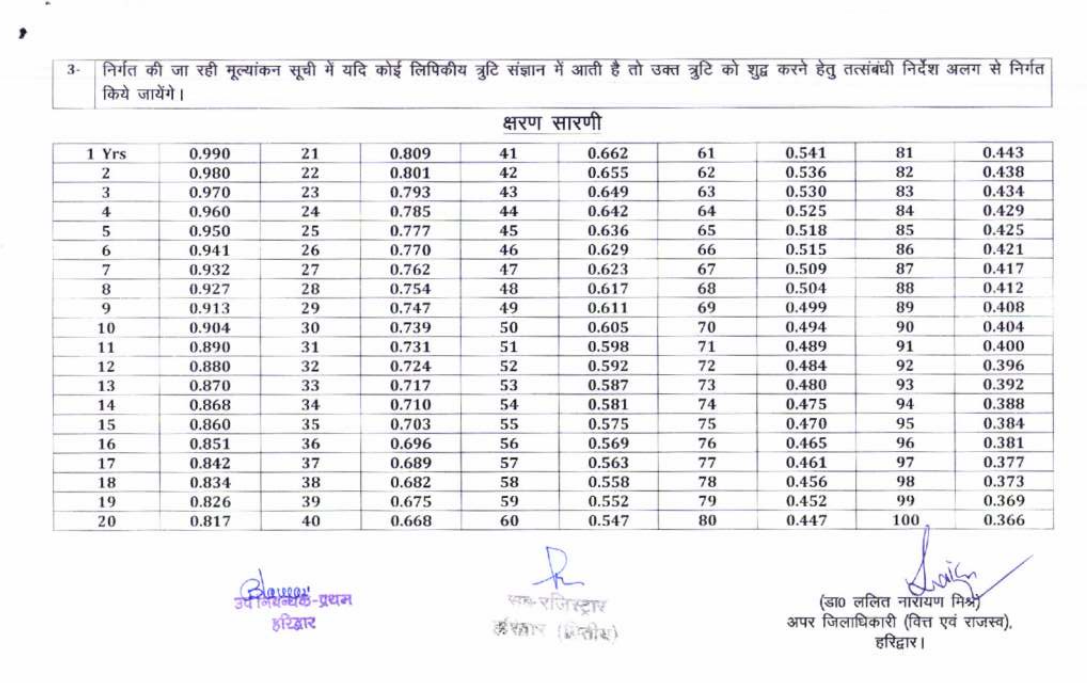 3- निर्गत की जा रही मूल्यांकन सूची में यदि कोई लिपिकीय त्रुटि संज्ञान में आती है तो उक्त त्रुटि को शुद्व करने हेतु तत्संबंधी निर्देश अलग से निर्गत
किये जायेंगे।
क्षरण सारणी
1 Yrs 0.990 21 0.809 41 0.662 61 0.541 81 0.443
2 0.980 22 0.801 42 0.655 62 0.536 82 0.438
3 0.970 23 0.793 43 0.649 63 0.530 83 0.434
4 0.960 24 0.785 44 0.642 64 0.525 84 0.429
5 0.950 25 0.777 45 0.636 65 0.518 85 0.425
6 0.941 26 0.770 46 0.629 66 0.515 86 0.421
7 0.932 27 0.762 47 0.623 67 0.509 87 0.417
8 0.927 28 0.754 48 0.617 68 0.504 88 0.412
9 0.913 29 0.747 49 0.611 69 0.499 89 0.408
10 0.904 30 0.739 50 0.605 70 0.494 90 0.404
11 0.890 31 0.731 51 0.598 71 0.489 91 0.400
12 0.880 32 0.724 52 0.592 72 0.484 92 0.396
13 0.870 33 0.717 53 0.587 73 0.480 93 0.392
14 0.868 34 0.710 54 0.581 74 0.475 94 0.388
15 0.860 35 0.703 55 0.575 75 0.470 95 0.384
16 0.851 36 0.696 56 0.569 76 0.465 96 0.381
17 0.842 37 0.689 57 0.563 77 0.461 97 0.377
18 0.834 38 0.682 58 0.558 78 0.456 98 0.373
19 0.826 39 0.675 59 0.552 79 0.452 99 0.369
20 0.817 40 0.668 60 0.547 80 0.447 100 0.366
उप निबन्धक-प्रथम
हरिद्वार
सब-रजिस्ट्रार
हरिद्वार (द्वितीय)
(डा0 ललित नारायण मिश्र)
अपर जिलाधिकारी (वित्त एवं राजस्व),
हरिद्वार।